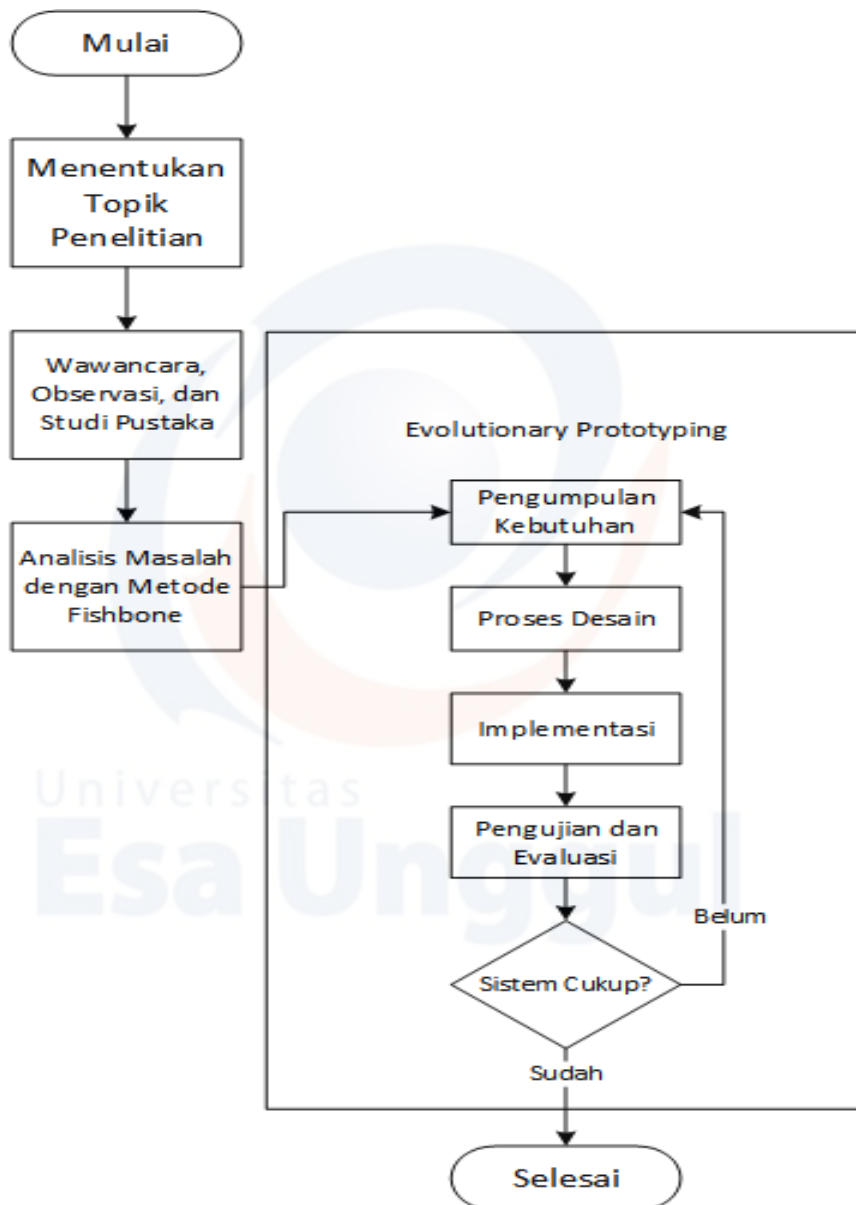 Mulai
Menentukan
Topik
Penelitian
Wawancara,
Observasi, dan
Studi Pustaka
Analisis Masalah
dengan Metode
Fishbone
Evolutionary Prototyping
Pengumpulan
Kebutuhan
Proses Desain
Implementasi
Pengujian dan
Evaluasi
Sistem Cukup?
Belum
Sudah
Selesai
Universitas
Esa Unggul